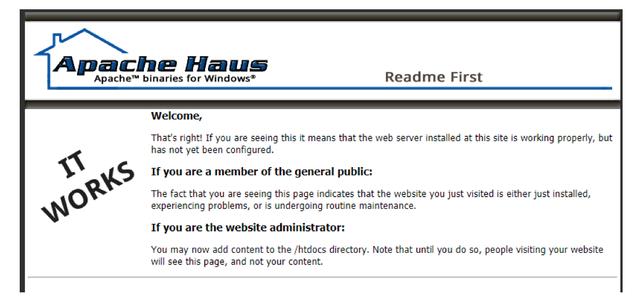 Apache Haus
Apache™ binaries for Windows®
Readme First
IT
WORKS
Welcome,
That's right! If you are seeing this it means that the web server installed at this site is working properly, but
has not yet been configured.
If you are a member of the general public:
The fact that you are seeing this page indicates that the website you just visited is either just installed,
experiencing problems, or is undergoing routine maintenance.
If you are the website administrator:
You may now add content to the /htdocs directory. Note that until you do so, people visiting your website
will see this page, and not your content.